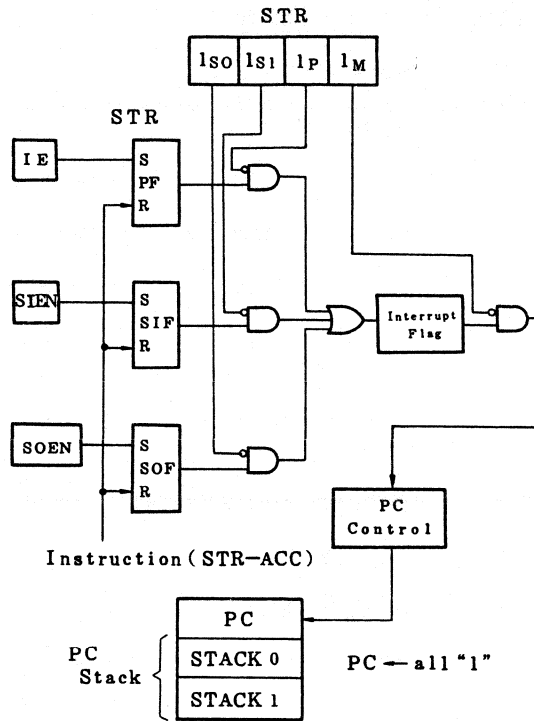 STR
ISO ISI IP IM
STR
IE
S
PF
R
SIEN
S
SIF
R
Interrupt
Flag
SOEN
S
SOF
R
PC
Control
Instruction (STR-ACC)
PC
PC
Stack
STACK 0
STACK 1
PC ← all "1"